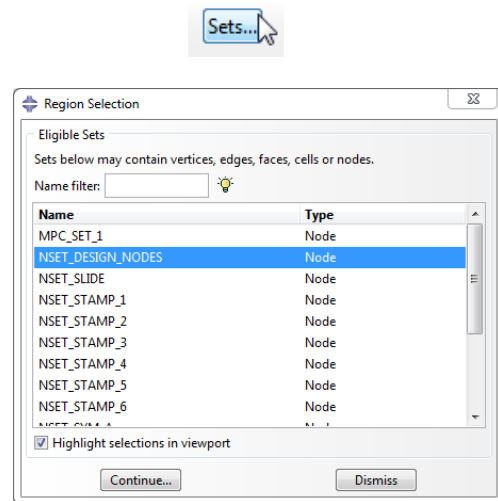 Sets...
Region Selection
Eligible Sets
Sets below may contain vertices, edges, faces, cells or nodes.
Name filter:
Name Type
MPC_SET_1 Node
NSET_DESIGN_NODES Node
NSET_SLIDE Node
NSET_STAMP_1 Node
NSET_STAMP_2 Node
NSET_STAMP_3 Node
NSET_STAMP_4 Node
NSET_STAMP_5 Node
NSET_STAMP_6 Node
Highlight selections in viewport
Continue... Dismiss